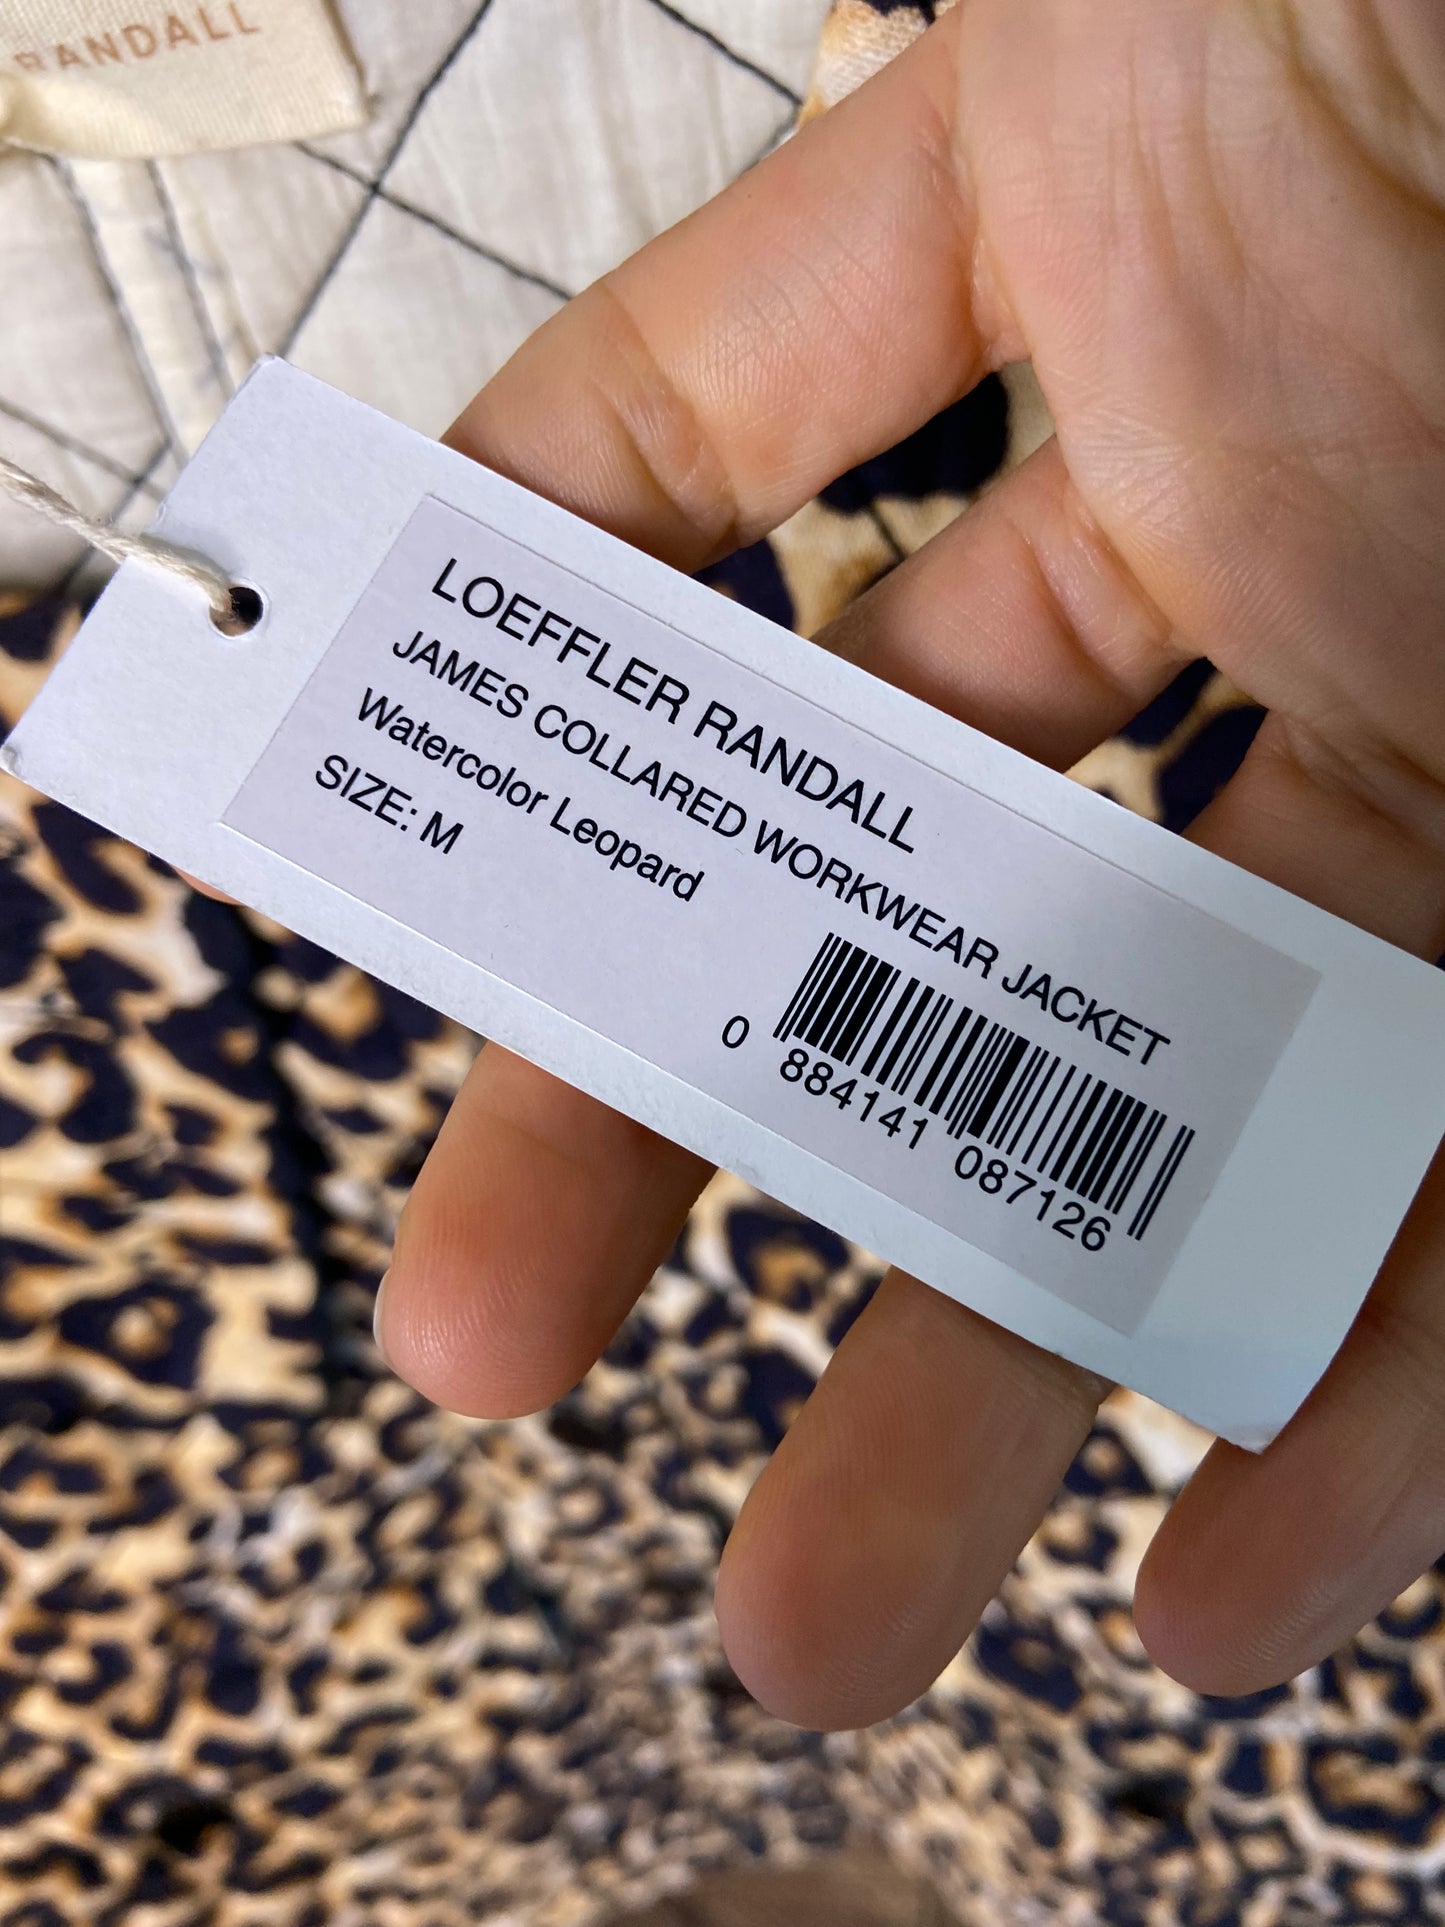 RANDALL
LOEFFLER RANDALL
JAMES COLLARED WORKWEAR JACKET
Watercolor Leopard
SIZE: M
0 884141 087126